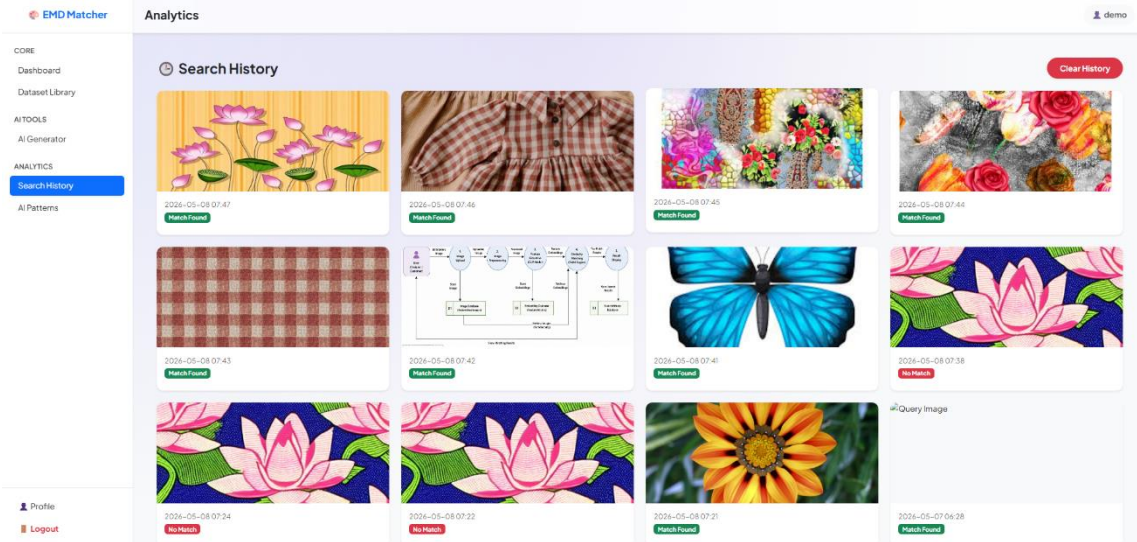 EMD Matcher
Analytics
demo
CORE
Dashboard
Dataset Library
AI TOOLS
AI Generator
ANALYTICS
Search History
AI Patterns
Profile
Logout
Search History
Clear History
2026-05-08 07:47
Match Found
2026-05-08 07:46
Match Found
2026-05-08 07:45
Match Found
2026-05-08 07:44
Match Found
2026-05-08 07:43
Match Found
2026-05-08 07:42
Match Found
2026-05-08 07:41
Match Found
2026-05-08 07:38
No Match
2026-05-08 07:24
No Match
2026-05-08 07:22
No Match
2026-05-08 07:21
Match Found
Query Image
2026-05-07 06:28
Match Found